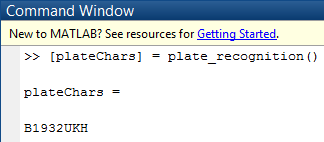 Command Window
New to MATLAB? See resources for Getting Started.
>> [plateChars] = plate_recognition()
plateChars =
B1932UKH